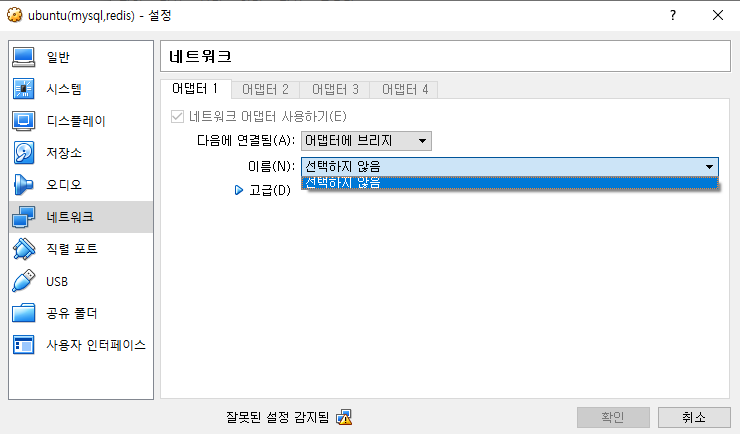 ubuntu(mysql,redis) - 설정
일반
시스템
디스플레이
저장소
오디오
네트워크
직렬 포트
USB
공유 폴더
사용자 인터페이스
네트워크
어댑터 1 어댑터 2 어댑터 3 어댑터 4
네트워크 어댑터 사용하기(E)
다음에 연결됨(A): 어댑터에 브리지
이름(N): 선택하지 않음
선택하지 않음
고급(D)
잘못된 설정 감지됨
확인 취소